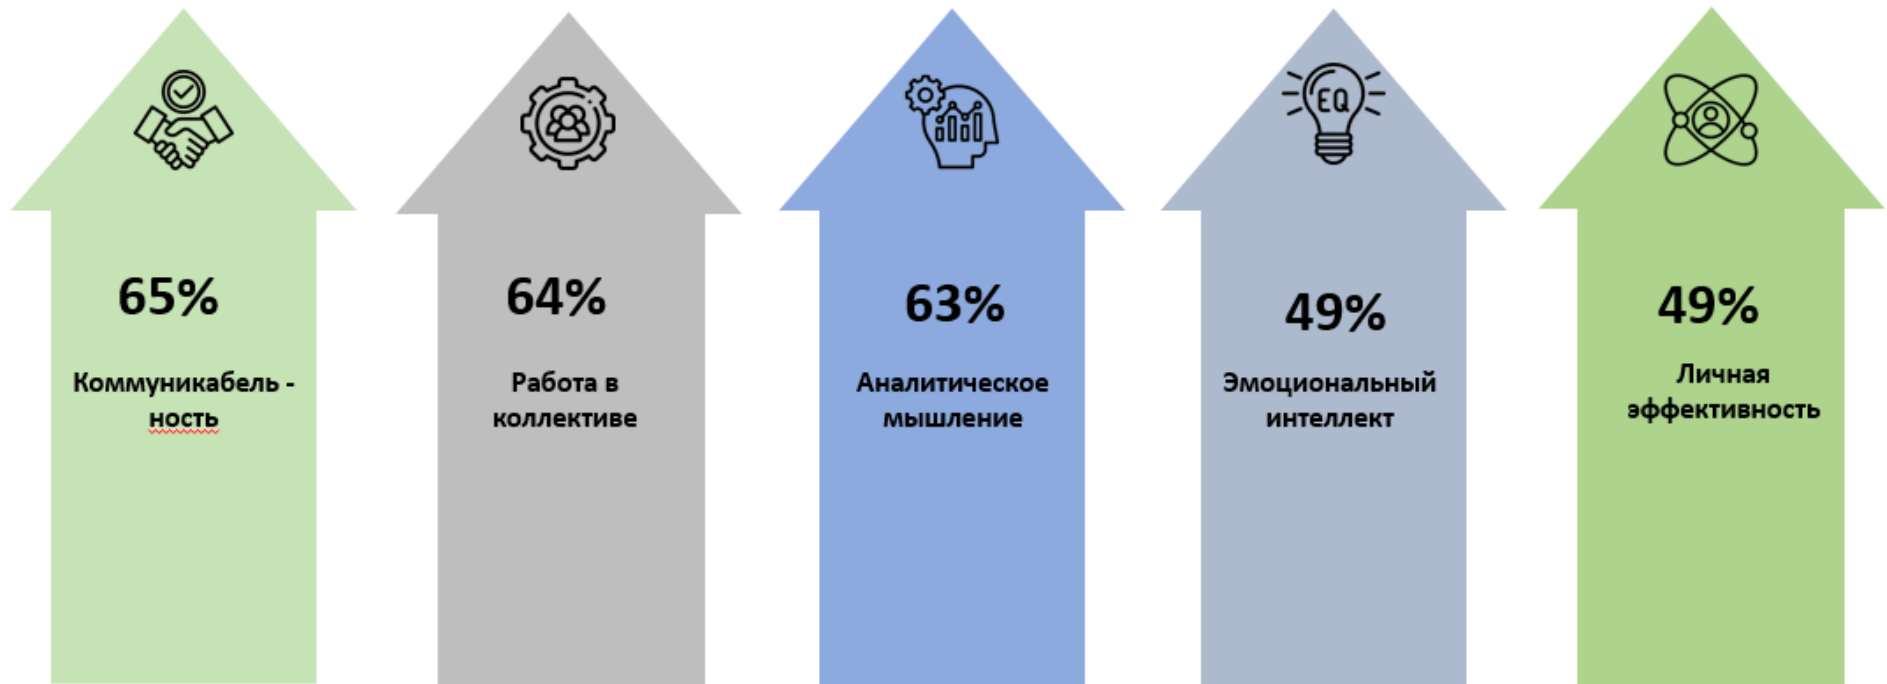 65%
Коммуникабель -
ность
64%
Работа в
коллективе
63%
Аналитическое
мышление
EQ
49%
Эмоциональный
интеллект
49%
Личная
эффективность